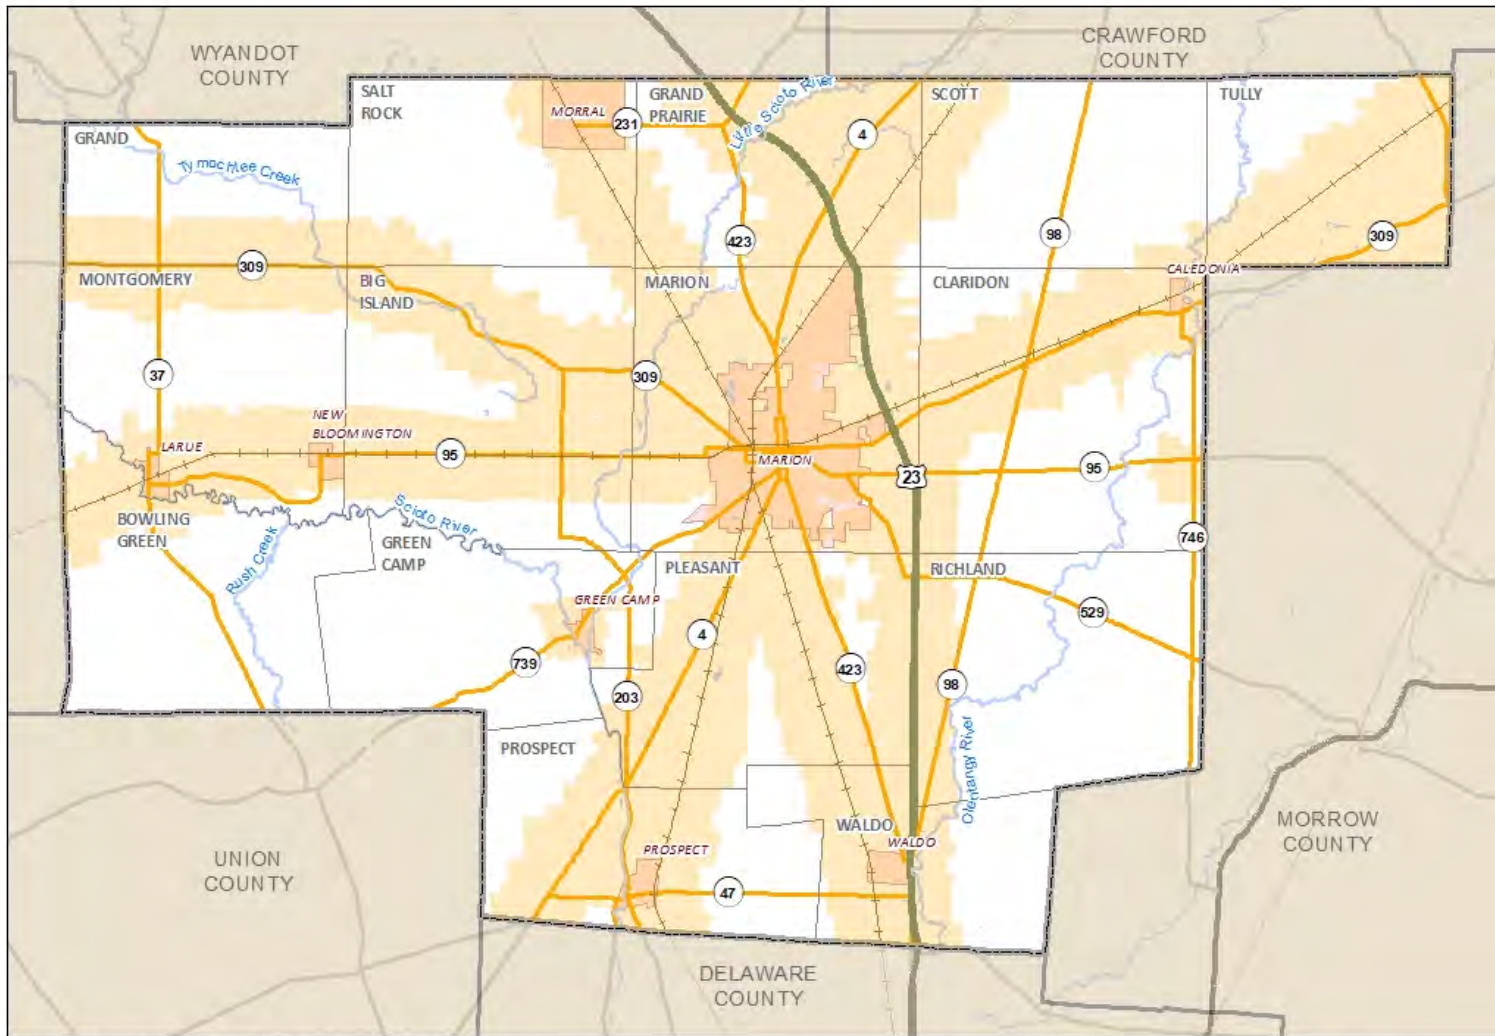 WYANDOT
COUNTY
CRAWFORD
COUNTY
SALT
ROCK
MORRAL
231
GRAND
PRAIRIE
Little Scioto River
4
SCOTT
TULLY
GRAND
Tymochtee Creek
423
98
309
MONTGOMERY
309
BIG
ISLAND
MARION
CLARIDON
CALEDONIA
37
309
NEW
BLOOMINGTON
LARUE
95
MARION
23
95
BOWLING
GREEN
Scioto River
GREEN
CAMP
Rush Creek
746
PLEASANT
RICHLAND
GREEN CAMP
529
4
739
423
98
203
PROSPECT
Olentangy River
WALDO
WALDO
MORROW
COUNTY
UNION
COUNTY
PROSPECT
47
DELAWARE
COUNTY